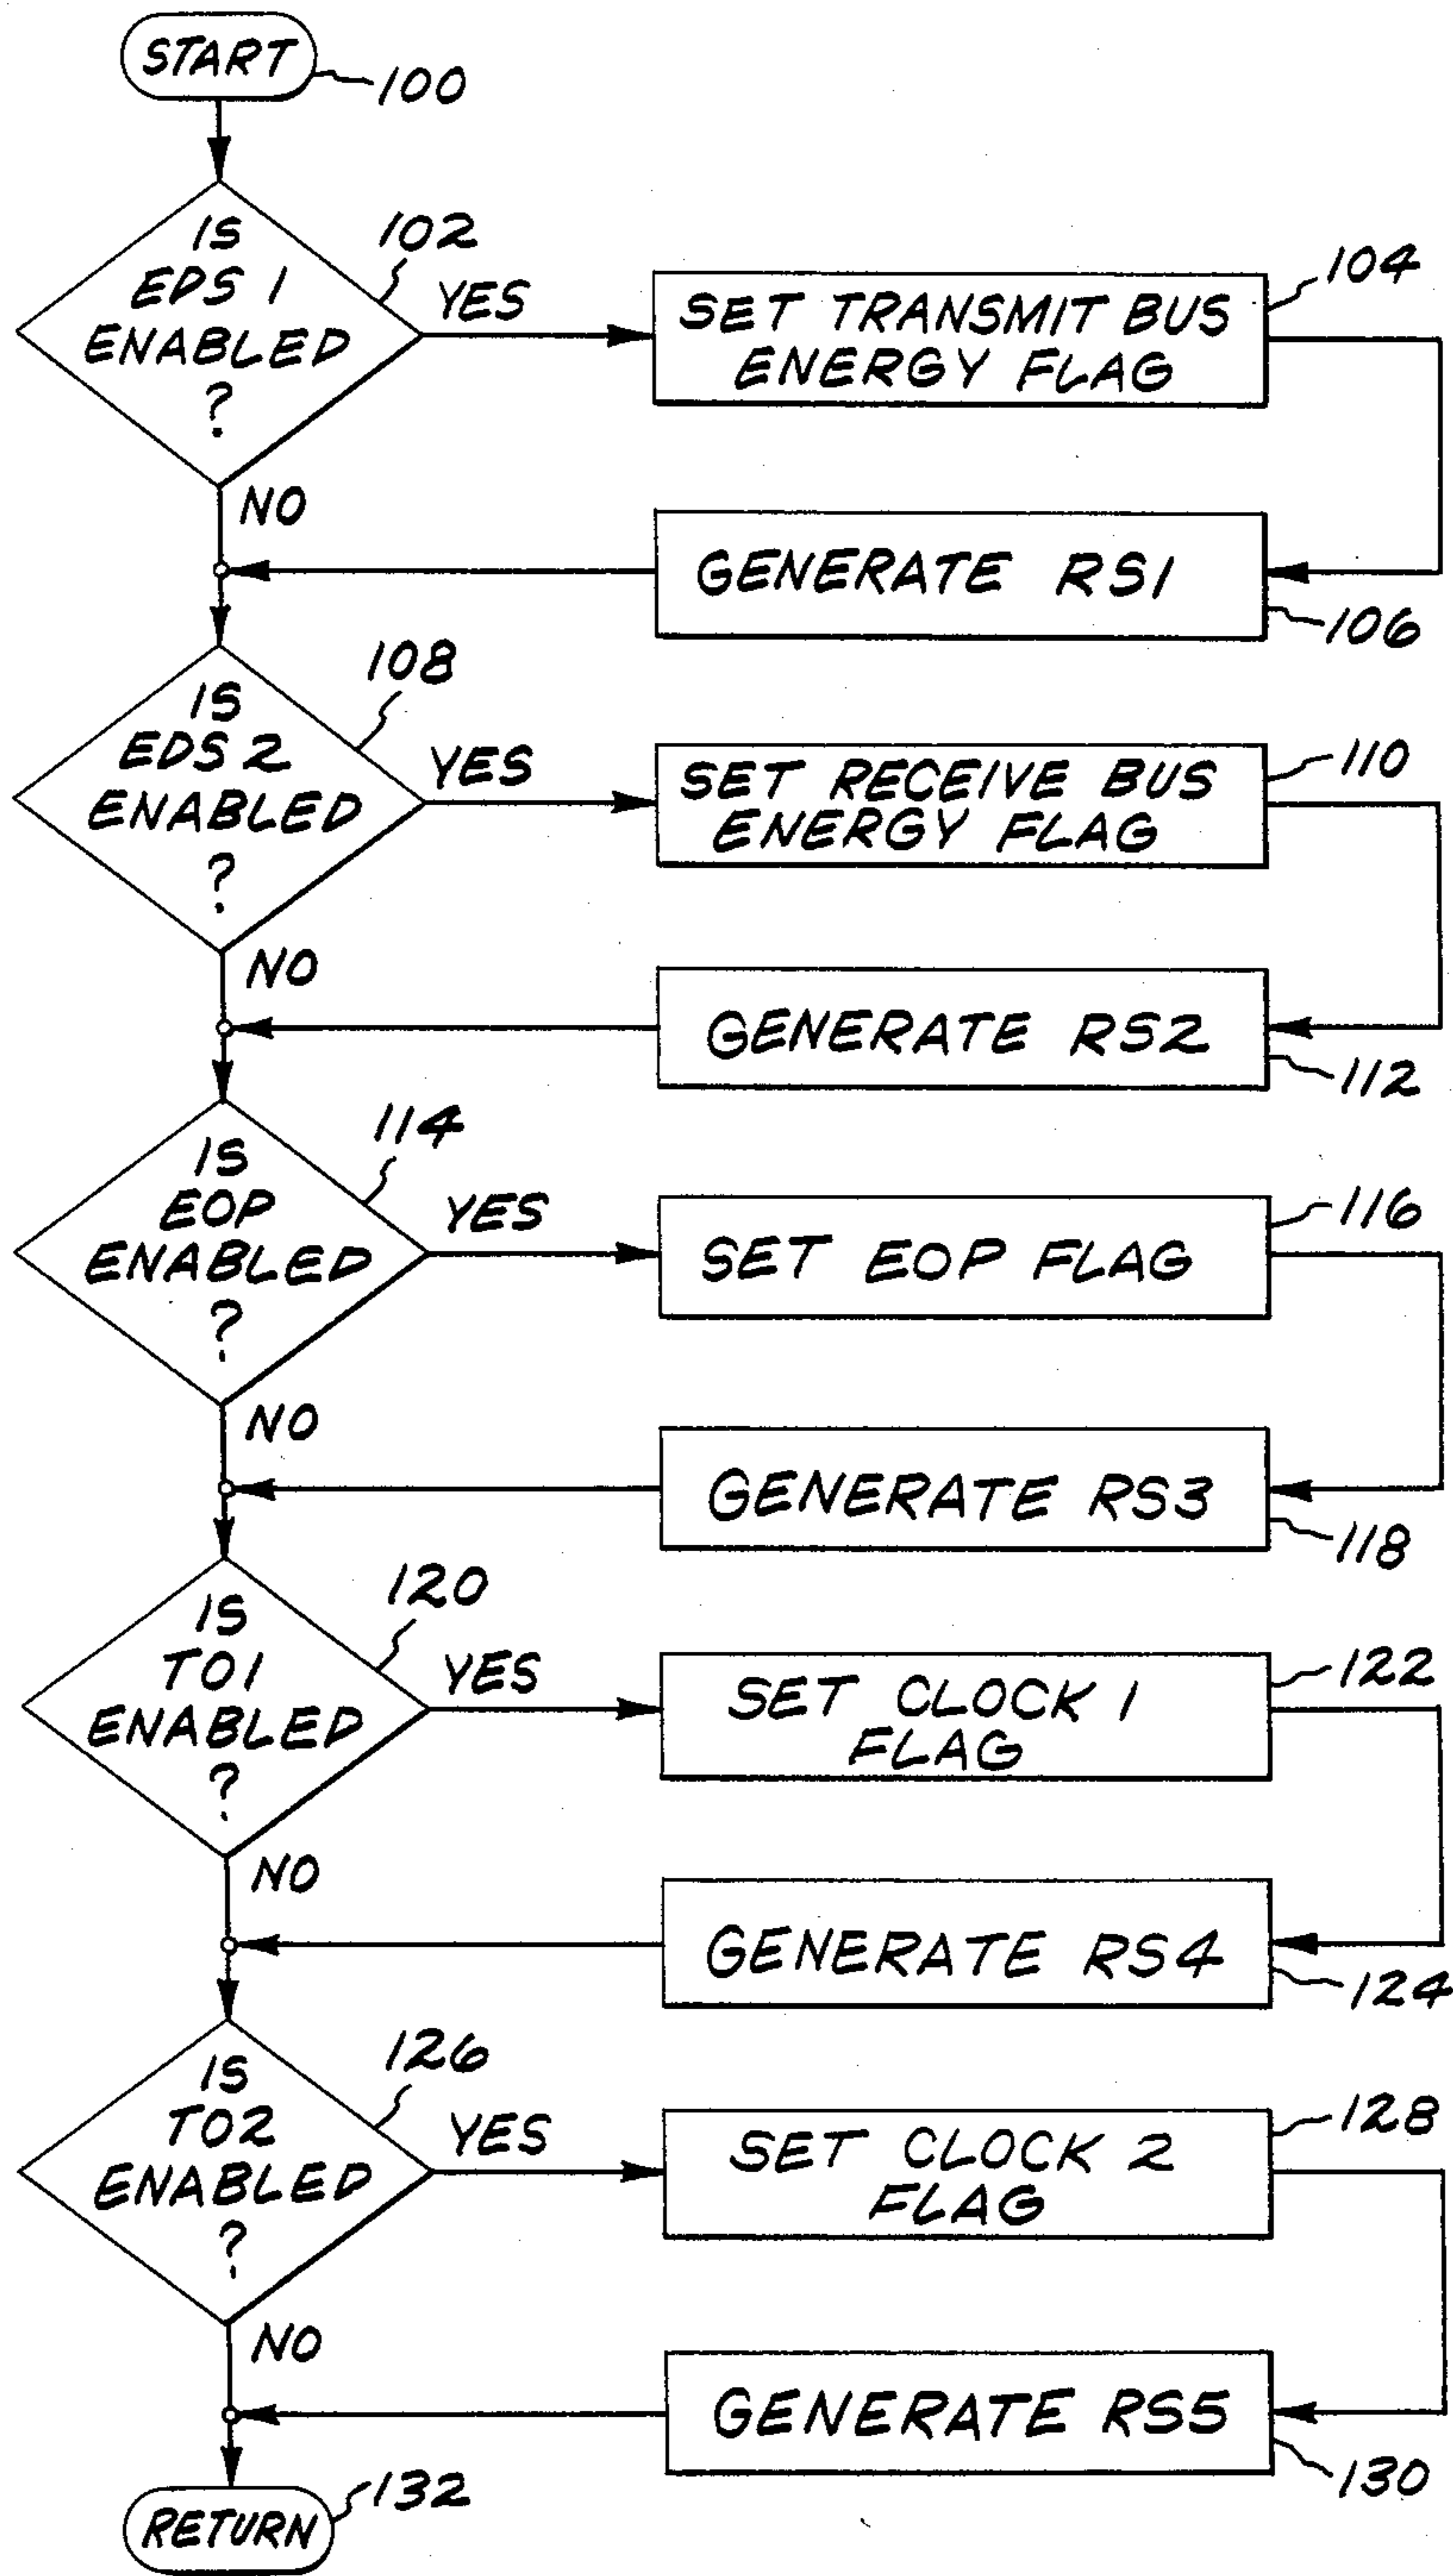 START
100
IS
EDS 1
ENABLED
?
102
YES
NO
SET TRANSMIT BUS
ENERGY FLAG
104
GENERATE RS1
106
IS
EDS 2
ENABLED
?
108
YES
NO
SET RECEIVE BUS
ENERGY FLAG
110
GENERATE RS2
112
IS
EOP
ENABLED
?
114
YES
NO
SET EOP FLAG
116
GENERATE RS3
118
IS
TO1
ENABLED
?
120
YES
NO
SET CLOCK 1
FLAG
122
GENERATE RS4
124
IS
TO2
ENABLED
?
126
YES
NO
SET CLOCK 2
FLAG
128
GENERATE RS5
130
RETURN
132